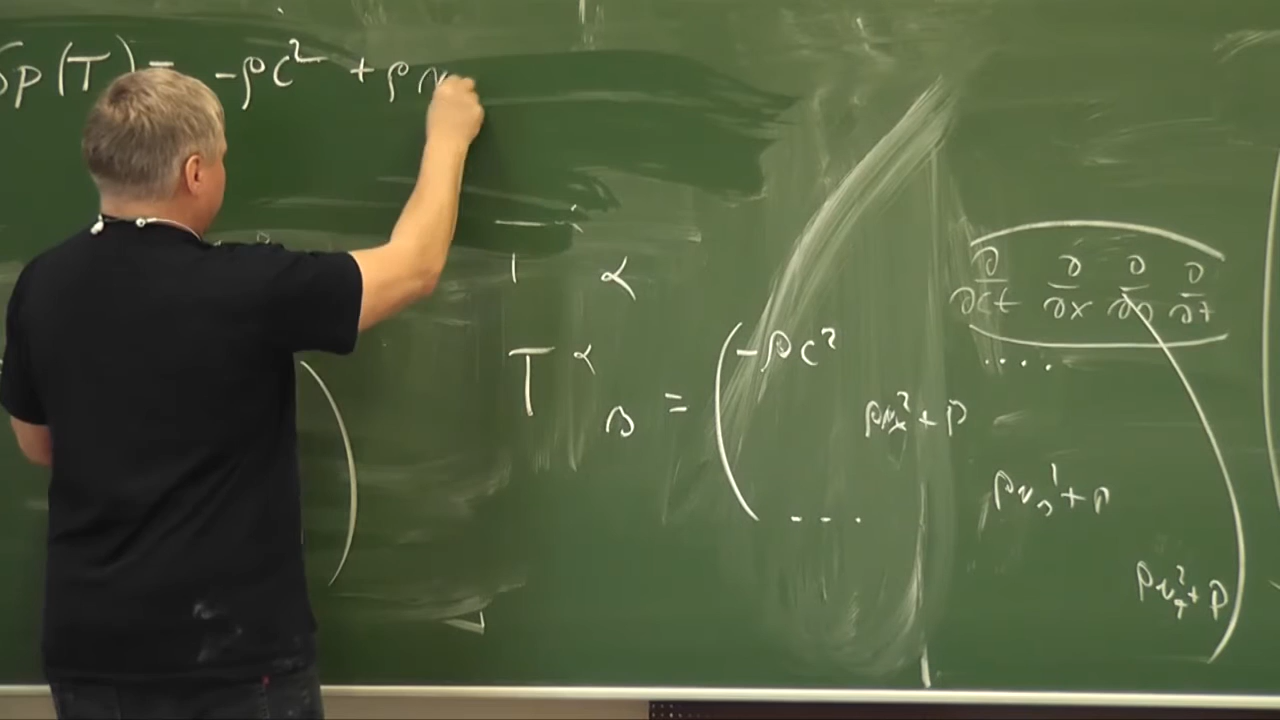 Sp(T) = -ρc² + ρv
α
∂/∂ct ∂/∂x ∂/∂y ∂/∂z
....
T^α_β = ( -ρc²
ρv_x² + p
ρv_y² + p
---.
ρv_z² + p )